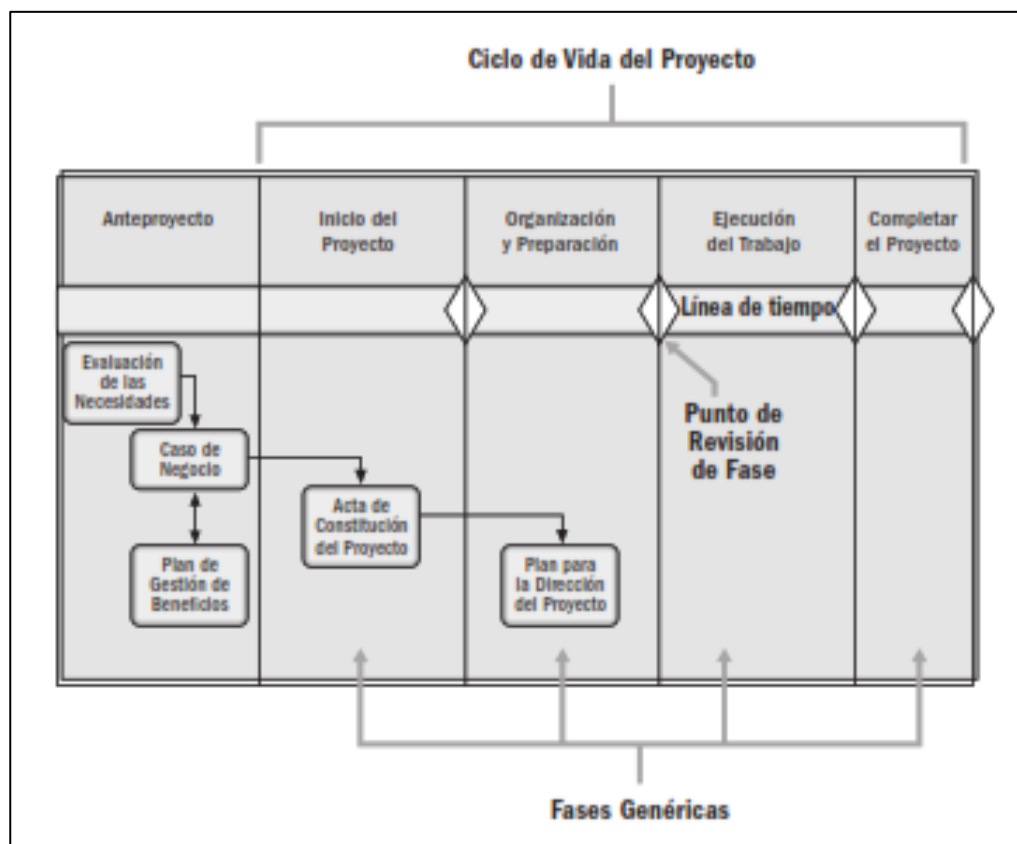 Ciclo de Vida del Proyecto
Anteproyecto
Inicio del
Proyecto
Organización
y Preparación
Ejecución
del Trabajo
Completar
el Proyecto
Línea de tiempo
Evaluación
de las
Necesidades
Caso de
Negocio
Plan de
Gestión de
Beneficios
Acta de
Constitución
del Proyecto
Plan para
la Dirección
del Proyecto
Punto de
Revisión
de Fase
Fases Genéricas